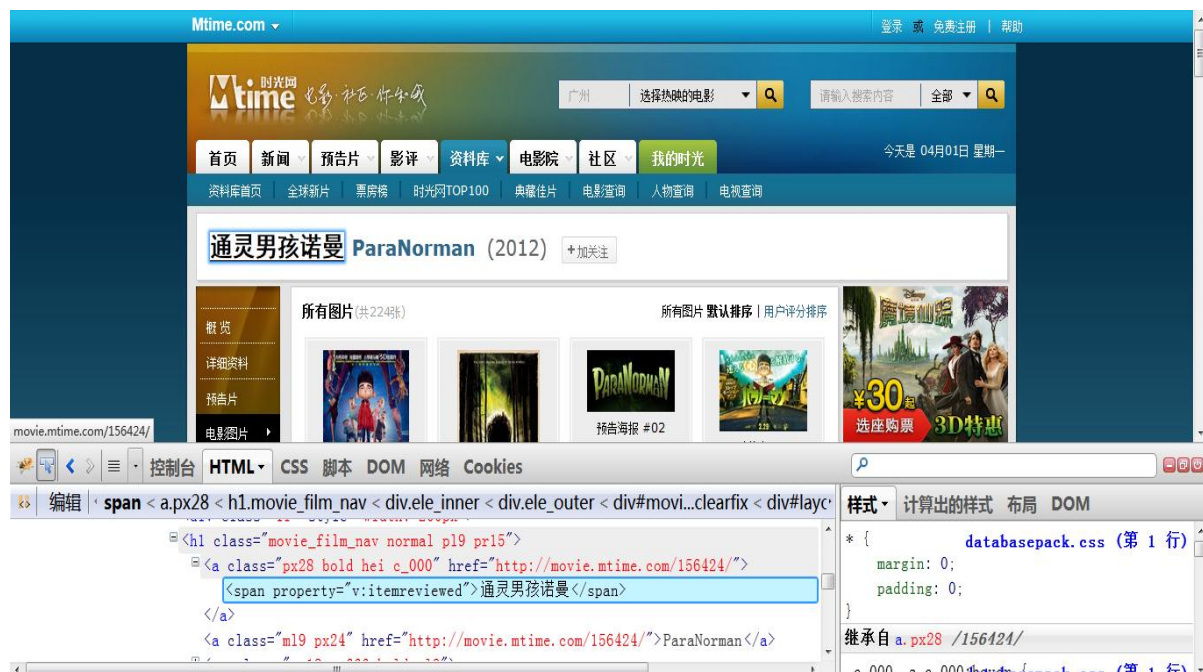 Mtime.com
登录 或 免费注册 | 帮助
Mtime 时光网 电影·社区·你和我
广州 选择热映的电影 请输入搜索内容 全部
首页 新闻 预告片 影评 资料库 电影院 社区 我的时光
今天是 04月01日 星期一
资料库首页 全球新片 票房榜 时光网TOP100 典藏佳片 电影查询 人物查询 电视查询
通灵男孩诺曼 ParaNorman (2012) +加关注
概览
详细资料
预告片
电影图片
所有图片(共224张) 所有图片 默认排序 | 用户评分排序
PARANORMAN
预告海报 #02
Disney
魔境仙踪
¥30起
选座购票 3D特惠
movie.mtime.com/156424/
控制台 HTML CSS 脚本 DOM 网络 Cookies
编辑 span < a.px28 < h1.movie_film_nav < div.ele_inner < div.ele_outer < div#movi...clearfix < div#layc
<h1 class="movie_film_nav normal pl9 pr15">
<a class="px28 bold hei c_000" href="http://movie.mtime.com/156424/">
<span property="v:itemreviewed">通灵男孩诺曼</span>
</a>
<a class="ml9 px24" href="http://movie.mtime.com/156424/">ParaNorman</a>
样式 计算出的样式 布局 DOM
* { databasepack.css (第 1 行)
margin: 0;
padding: 0;
}
继承自 a.px28 /156424/